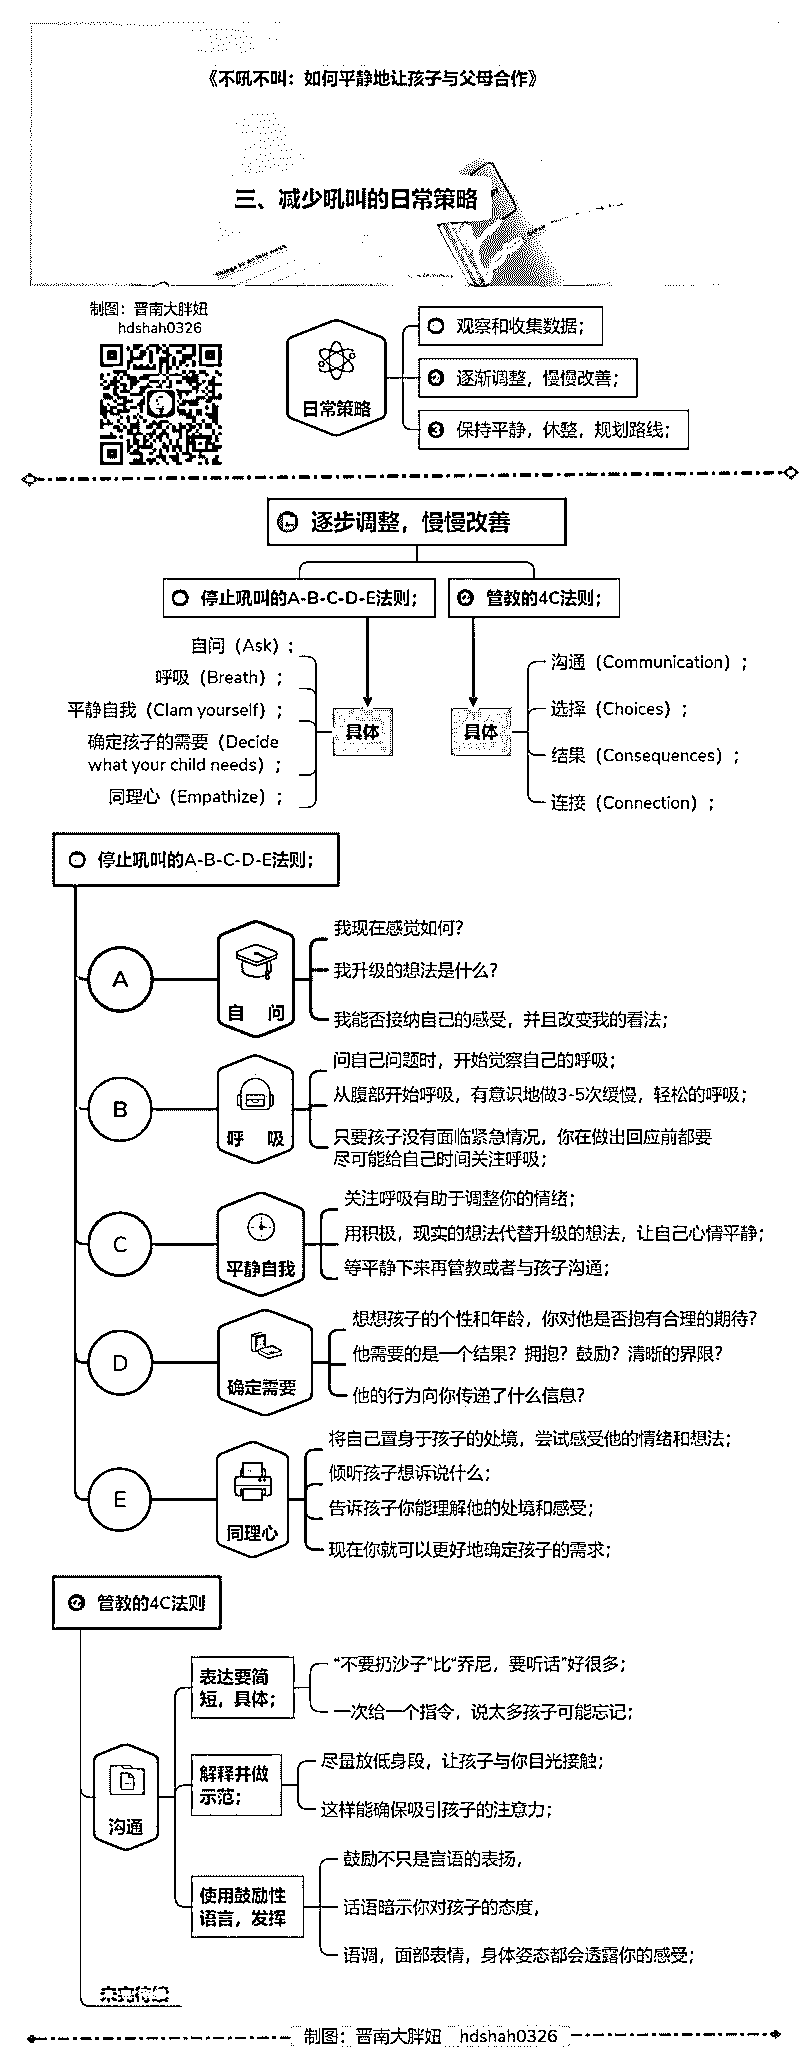 《不吼不叫：如何平静地让孩子与父母合作》
三、减少吼叫的日常策略
制图：晋南大胖妞
hdshah0326
日常策略
观察和收集数据；
逐渐调整，慢慢改善；
3 保持平静，休整，规划路线；
逐步调整，慢慢改善
停止吼叫的A-B-C-D-E法则；
管教的4C法则；
自问（Ask）；
呼吸（Breath）；
平静自我（Clam yourself）；
确定孩子的需要（Decide
what your child needs）；
同理心（Empathize）；
具体
具体
沟通（Communication）；
选择（Choices）；
结果（Consequences）；
连接（Connection）；
停止吼叫的A-B-C-D-E法则；
A
自 问
我现在感觉如何？
我升级的想法是什么？
我能否接纳自己的感受，并且改变我的看法；
B
呼 吸
问自己问题时，开始觉察自己的呼吸；
从腹部开始呼吸，有意识地做3-5次缓慢，轻松的呼吸；
只要孩子没有面临紧急情况，你在做出回应前都要
尽可能给自己时间关注呼吸；
C
平静自我
关注呼吸有助于调整你的情绪；
用积极，现实的想法代替升级的想法，让自己心情平静；
等平静下来再管教或者与孩子沟通；
D
确定需要
想想孩子的个性和年龄，你对他是否抱有合理的期待？
他需要的是一个结果？拥抱？鼓励？清晰的界限？
他的行为向你传递了什么信息？
E
同理心
将自己置身于孩子的处境，尝试感受他的情绪和想法；
倾听孩子想诉说什么；
告诉孩子你能理解他的处境和感受；
现在你就可以更好地确定孩子的需求；
管教的4C法则
沟通
表达要简
短，具体；
“不要扔沙子”比“乔尼，要听话”好很多；
一次给一个指令，说太多孩子可能忘记；
解释并做
示范；
尽量放低身段，让孩子与你目光接触；
这样能确保吸引孩子的注意力；
使用鼓励性
语言，发挥
鼓励不只是言语的表扬，
话语暗示你对孩子的态度，
语调，面部表情，身体姿态都会透露你的感受；
未完待续
制图：晋南大胖妞 hdshah0326